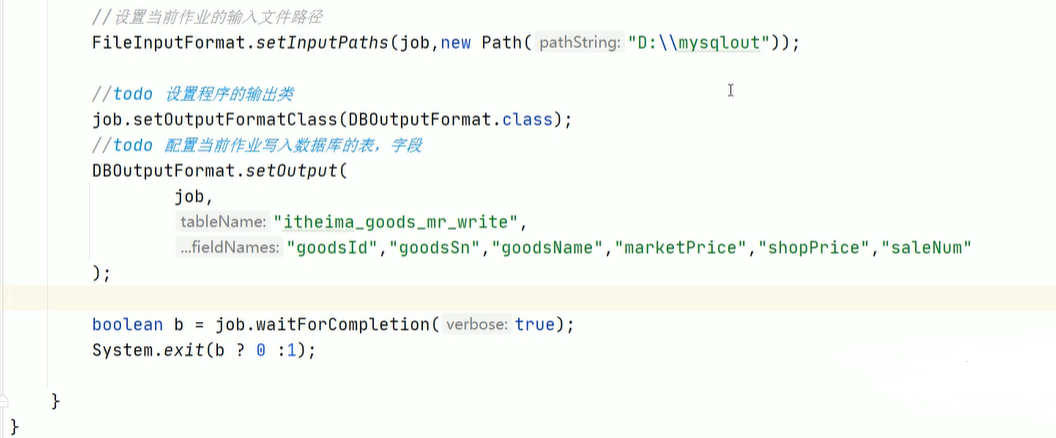 //设置当前作业的输入文件路径
FileInputFormat.setInputPaths(job,new Path( pathString: "D:\\mysqlout"));
//todo 设置程序的输出类
job.setOutputFormatClass(DBOutputFormat.class);
//todo 配置当前作业写入数据库的表，字段
DBOutputFormat.setOutput(
job,
tableName: "itheima_goods_mr_write",
...fieldNames: "goodsId","goodsSn","goodsName","marketPrice","shopPrice","saleNum"
);
boolean b = job.waitForCompletion( verbose: true);
System.exit(b ? 0 :1);
}
}